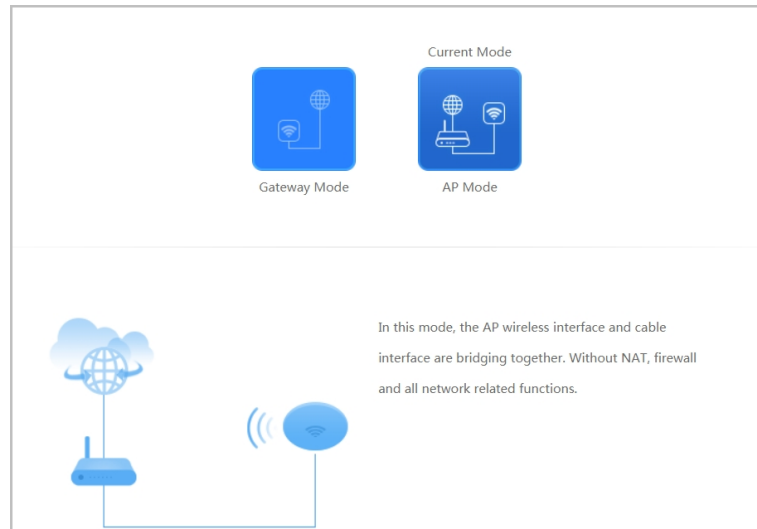 Current Mode
Gateway Mode
AP Mode
In this mode, the AP wireless interface and cable
interface are bridging together. Without NAT, firewall
and all network related functions.